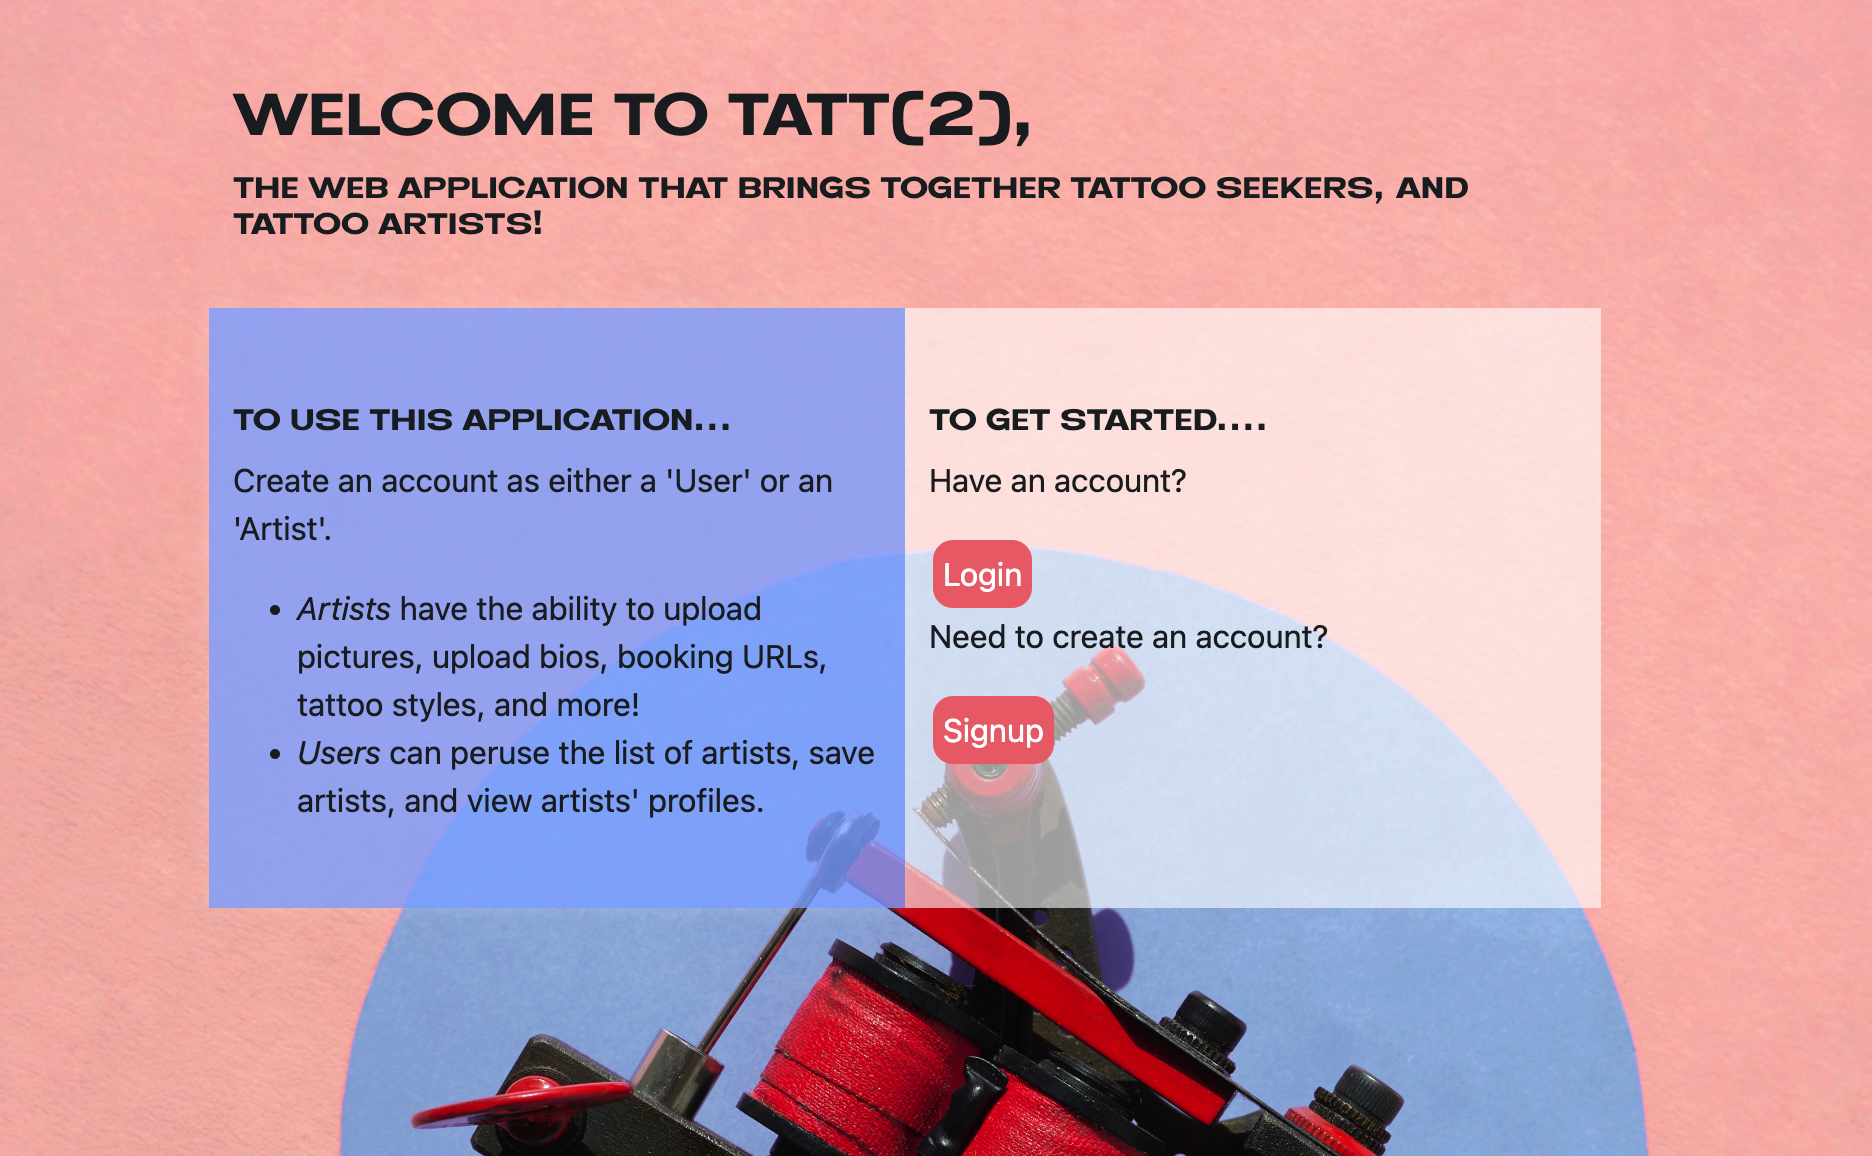 WELCOME TO TATT(2),
THE WEB APPLICATION THAT BRINGS TOGETHER TATTOO SEEKERS, AND
TATTOO ARTISTS!
TO USE THIS APPLICATION...
Create an account as either a 'User' or an
'Artist'.
Artists have the ability to upload
pictures, upload bios, booking URLs,
tattoo styles, and more!
Users can peruse the list of artists, save
artists, and view artists' profiles.
TO GET STARTED....
Have an account?
Login
Need to create an account?
Signup